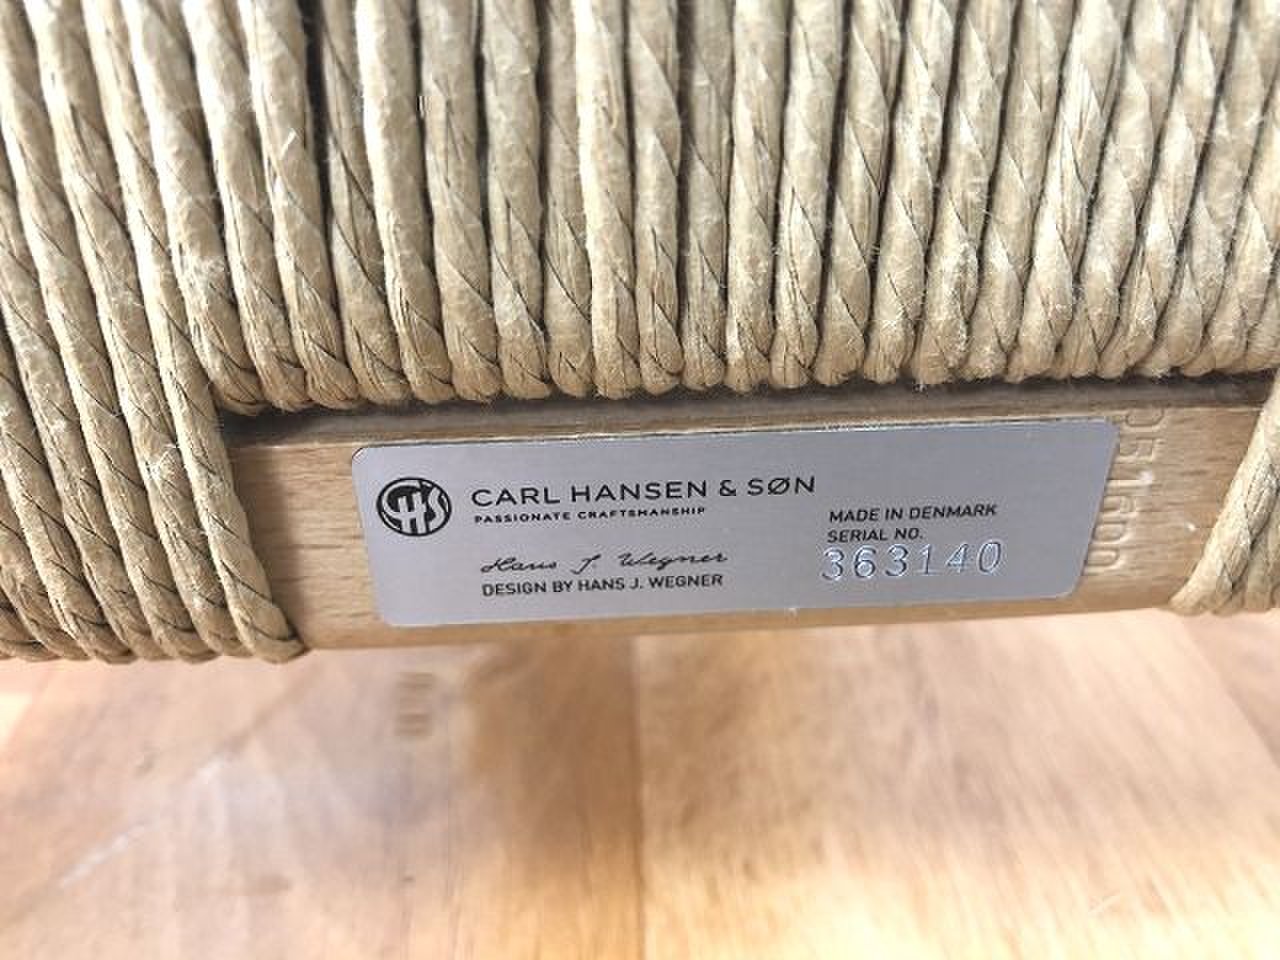 CHS CARL HANSEN & SØN
PASSIONATE CRAFTSMANSHIP
Hans J. Wegner
DESIGN BY HANS J. WEGNER
MADE IN DENMARK
SERIAL NO.
363140